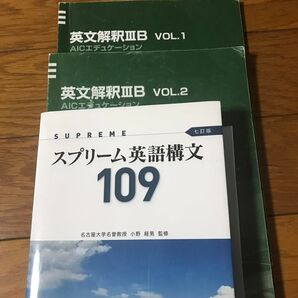 英文解釈ⅢB VOL.1
AICエデュケーション
英文解釈ⅢB VOL.2
AICエデュケーション
SUPREME 七訂版
スプリーム英語構文
109
名古屋大学名誉教授 小野 経男 監修